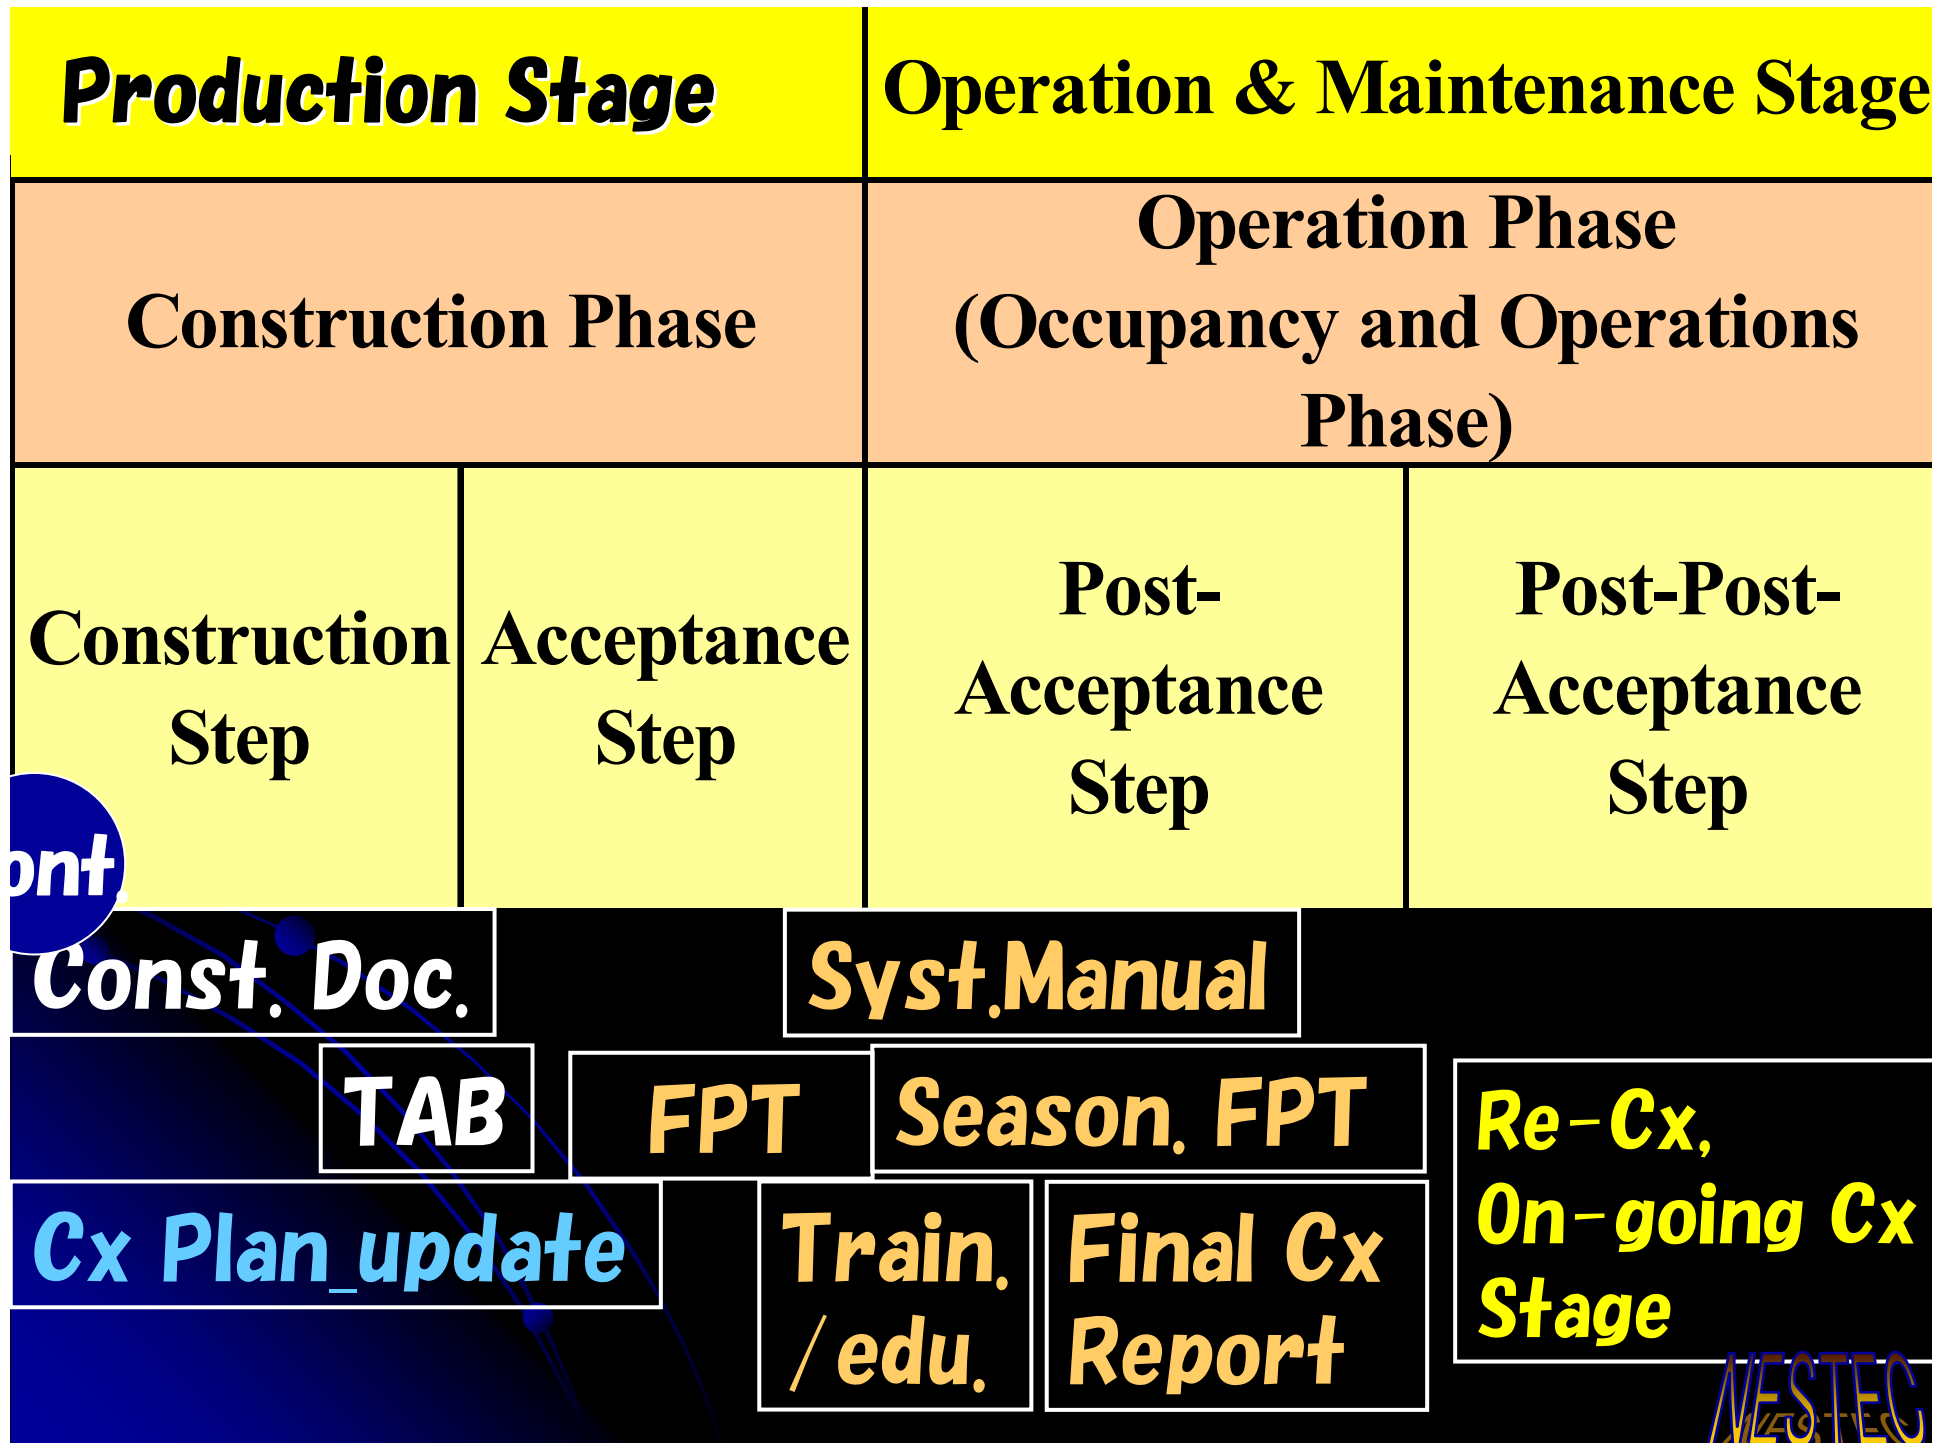 Production Stage
Operation & Maintenance Stage
Construction Phase
Operation Phase
(Occupancy and Operations
Phase)
Construction
Step
Acceptance
Step
Post-
Acceptance
Step
Post-Post-
Acceptance
Step
ont.
Const. Doc.
Syst.Manual
TAB
FPT
Season. FPT
Re-Cx,
On-going Cx
Stage
Cx Plan_update
Train.
/edu.
Final Cx
Report
NESTEC